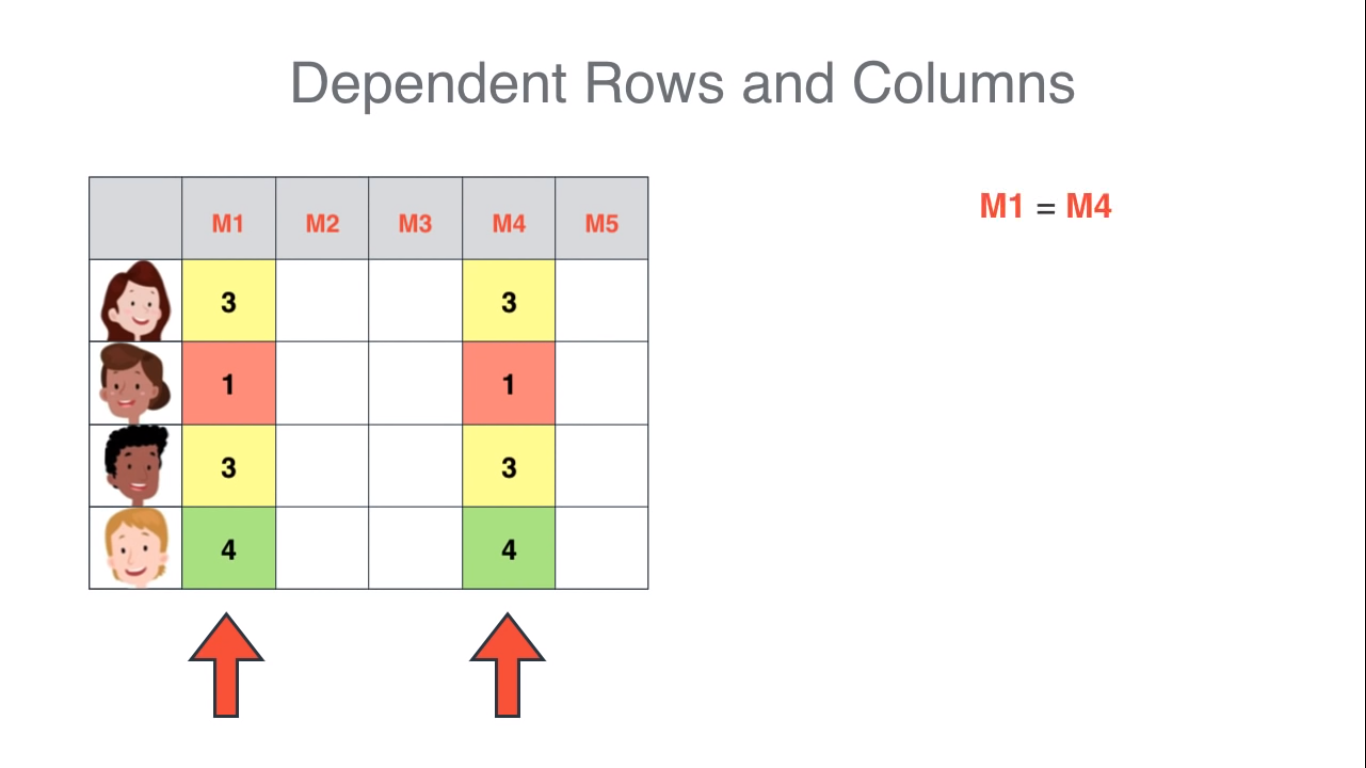 Dependent Rows and Columns
M1 = M4
M1 M2 M3 M4 M5
3 3
1 1
3 3
4 4